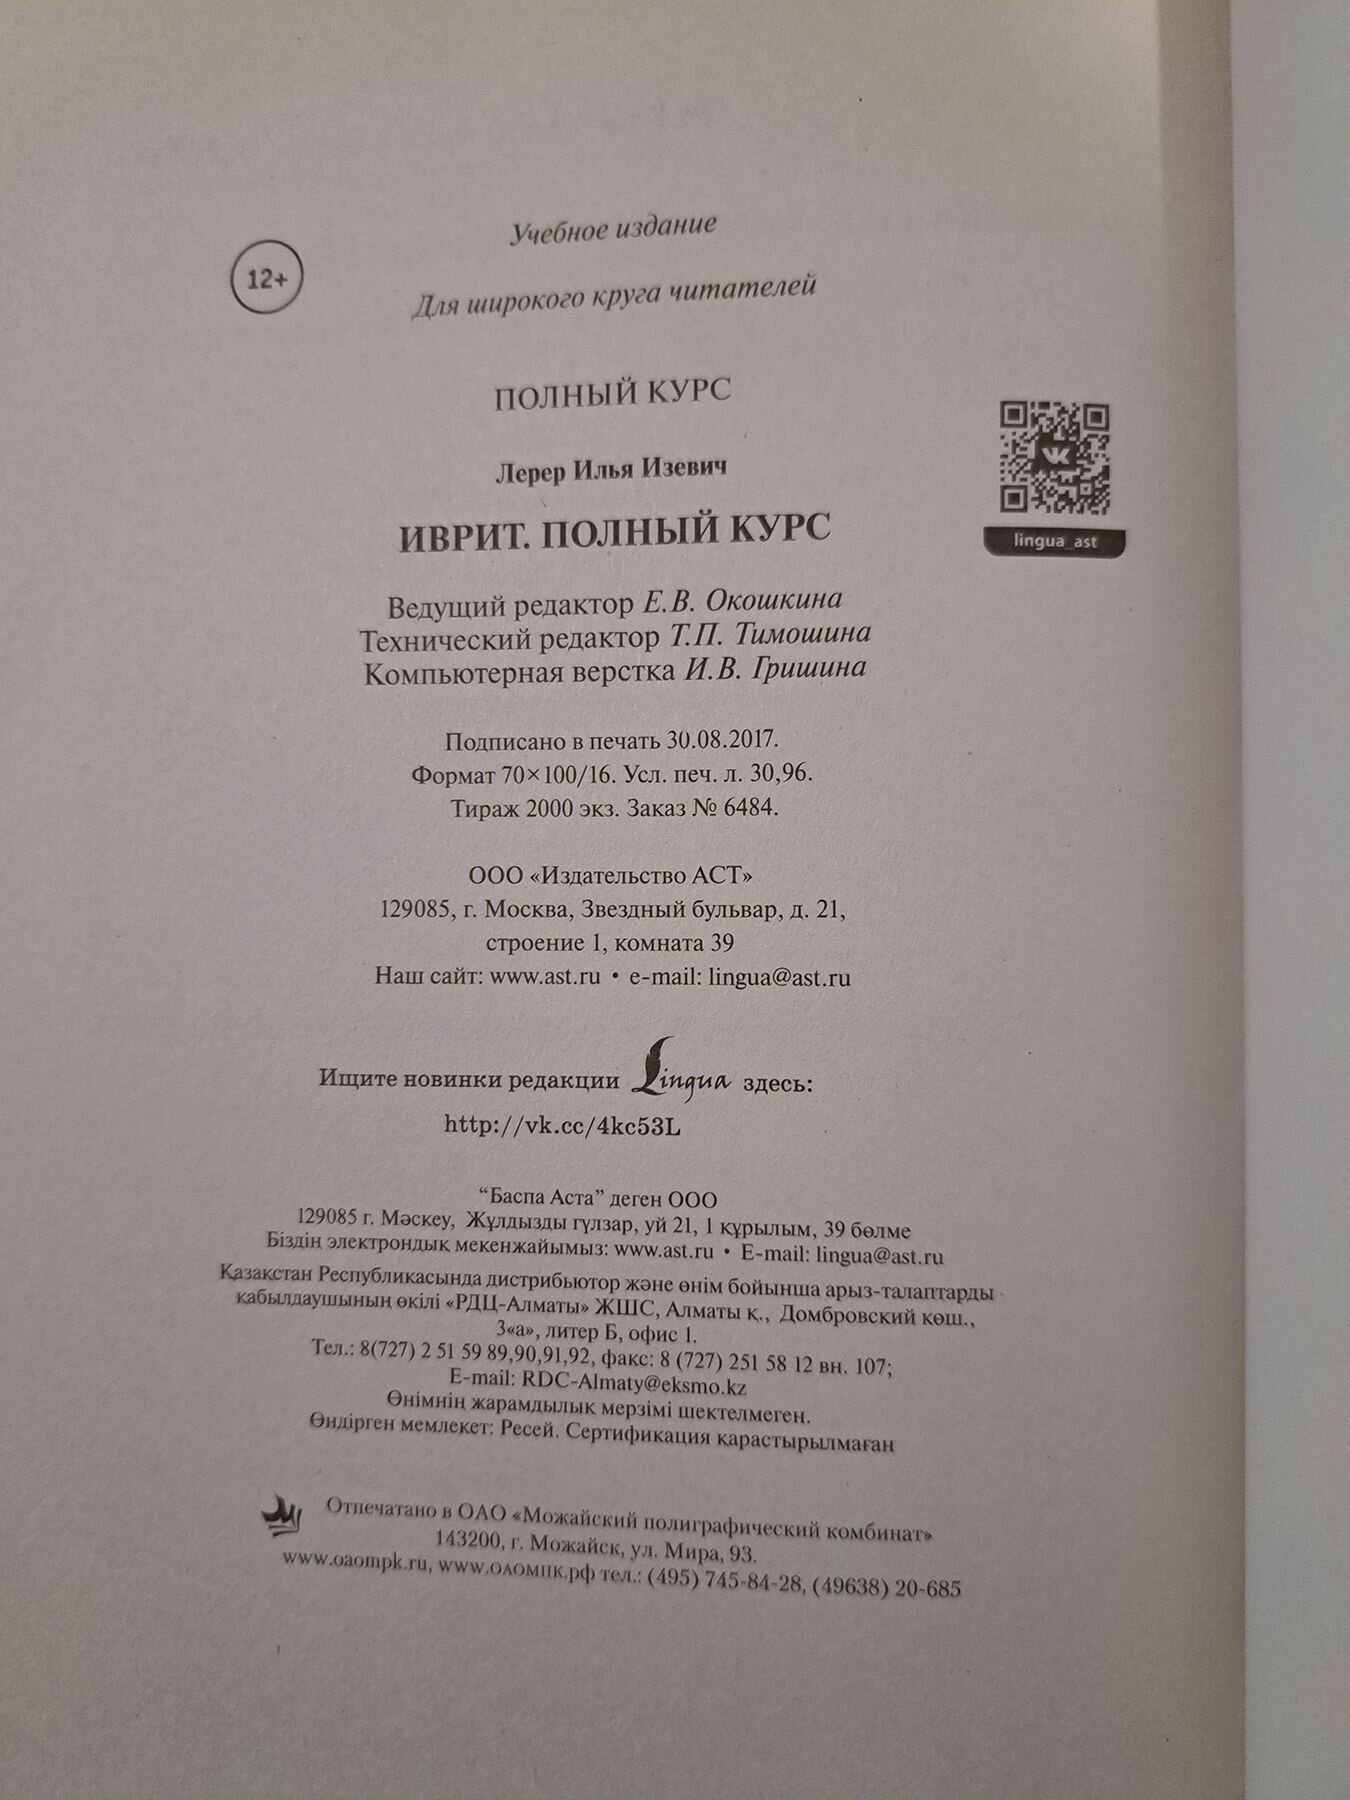 Учебное издание
12+
Для широкого круга читателей
ПОЛНЫЙ КУРС
Лерер Илья Изевич
ИВРИТ. ПОЛНЫЙ КУРС
lingua_ast
Ведущий редактор Е.В. Окошкина
Технический редактор Т.П. Тимошина
Компьютерная верстка И.В. Гришина
Подписано в печать 30.08.2017.
Формат 70×100/16. Усл. печ. л. 30,96.
Тираж 2000 экз. Заказ № 6484.
ООО «Издательство АСТ»
129085, г. Москва, Звездный бульвар, д. 21,
строение 1, комната 39
Наш сайт: www.ast.ru • e-mail: lingua@ast.ru
Ищите новинки редакции Lingua здесь:
http://vk.cc/4kc53L
“Баспа Аста” деген ООО
129085 г. Мәскеу, Жұлдызды гүлзар, уй 21, 1 құрылым, 39 бөлме
Біздің электрондық мекенжайымыз: www.ast.ru • E-mail: lingua@ast.ru
Қазақстан Республикасында дистрибьютор және өнім бойынша арыз-талаптарды
қабылдаушының өкілі «РДЦ-Алматы» ЖШС, Алматы қ., Домбровский көш.,
3«а», литер Б, офис 1.
Тел.: 8(727) 2 51 59 89,90,91,92, факс: 8 (727) 251 58 12 вн. 107;
E-mail: RDC-Almaty@eksmo.kz
Өнімнің жарамдылық мерзімі шектелмеген.
Өндірген мемлекет: Ресей. Сертификация қарастырылмаған
Отпечатано в ОАО «Можайский полиграфический комбинат»
143200, г. Можайск, ул. Мира, 93.
www.oaompk.ru, www.ОАОМПК.рф тел.: (495) 745-84-28, (49638) 20-685